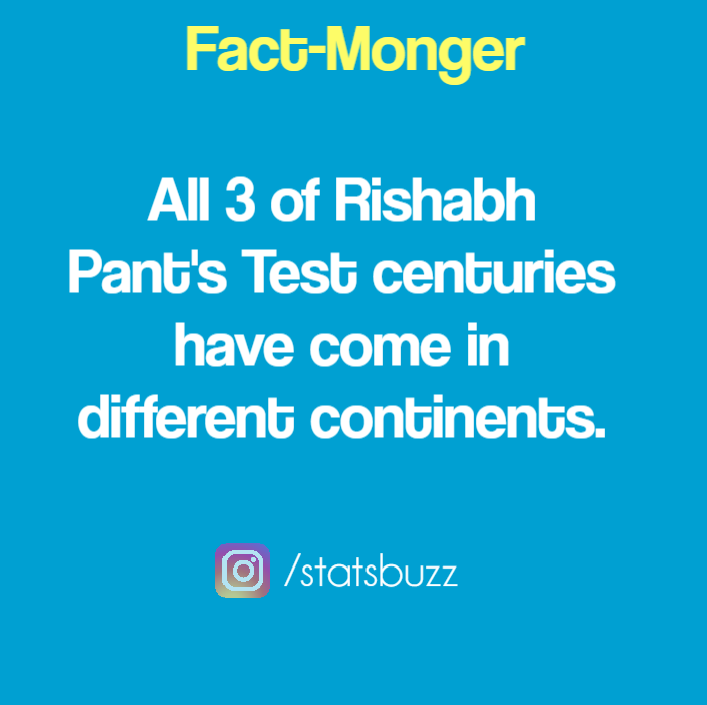 Fact-Monger
All 3 of Rishabh
Pant's Test centuries
have come in
different continents.
/statsbuzz